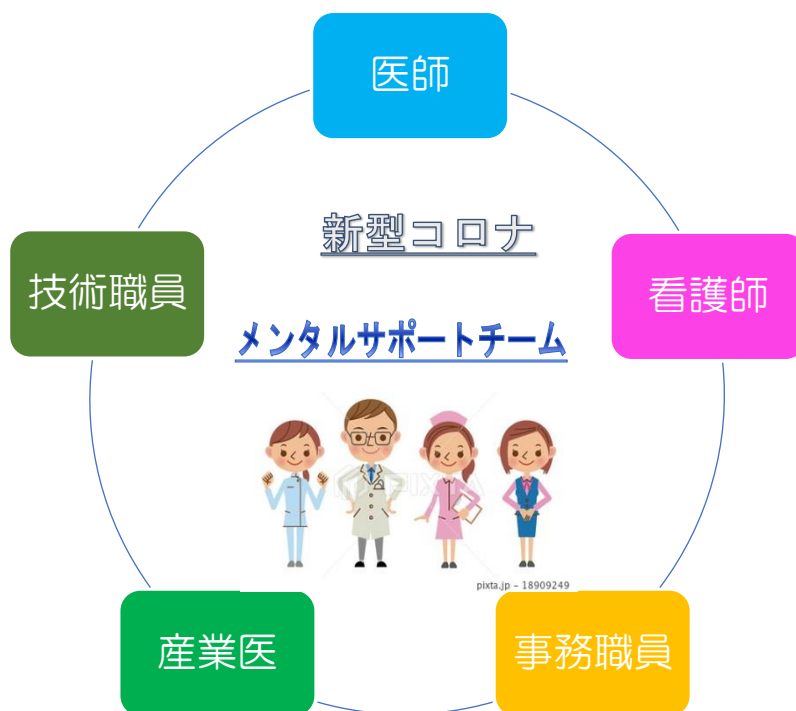 医師
新型コロナ
技術職員
看護師
メンタルサポートチーム
pixta.jp – 18909249
産業医
事務職員